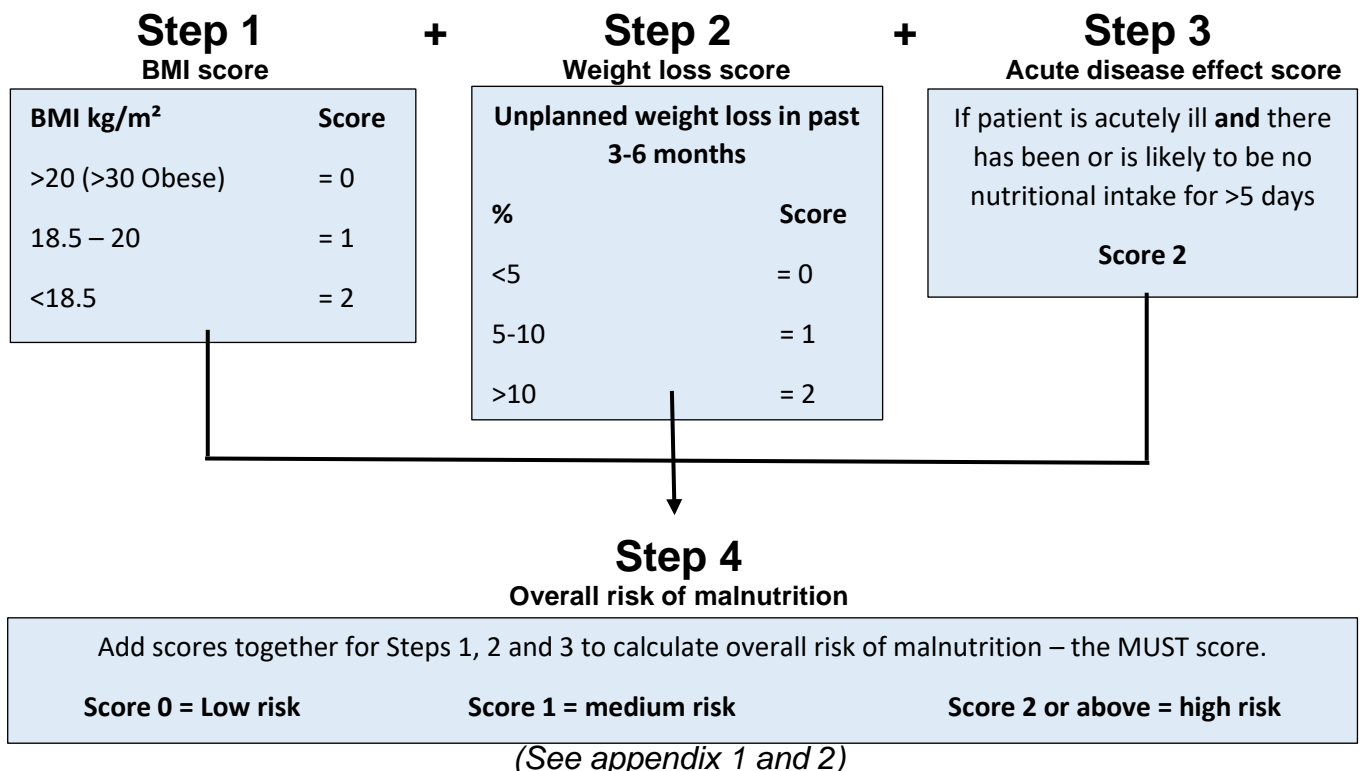 Step 1 + Step 2 + Step 3
BMI score Weight loss score Acute disease effect score
BMI kg/m² Score
>20 (>30 Obese) = 0
18.5 – 20 = 1
<18.5 = 2
Unplanned weight loss in past
3-6 months
% Score
<5 = 0
5-10 = 1
>10 = 2
If patient is acutely ill and there
has been or is likely to be no
nutritional intake for >5 days
Score 2
Step 4
Overall risk of malnutrition
Add scores together for Steps 1, 2 and 3 to calculate overall risk of malnutrition – the MUST score.
Score 0 = Low risk Score 1 = medium risk Score 2 or above = high risk
(See appendix 1 and 2)